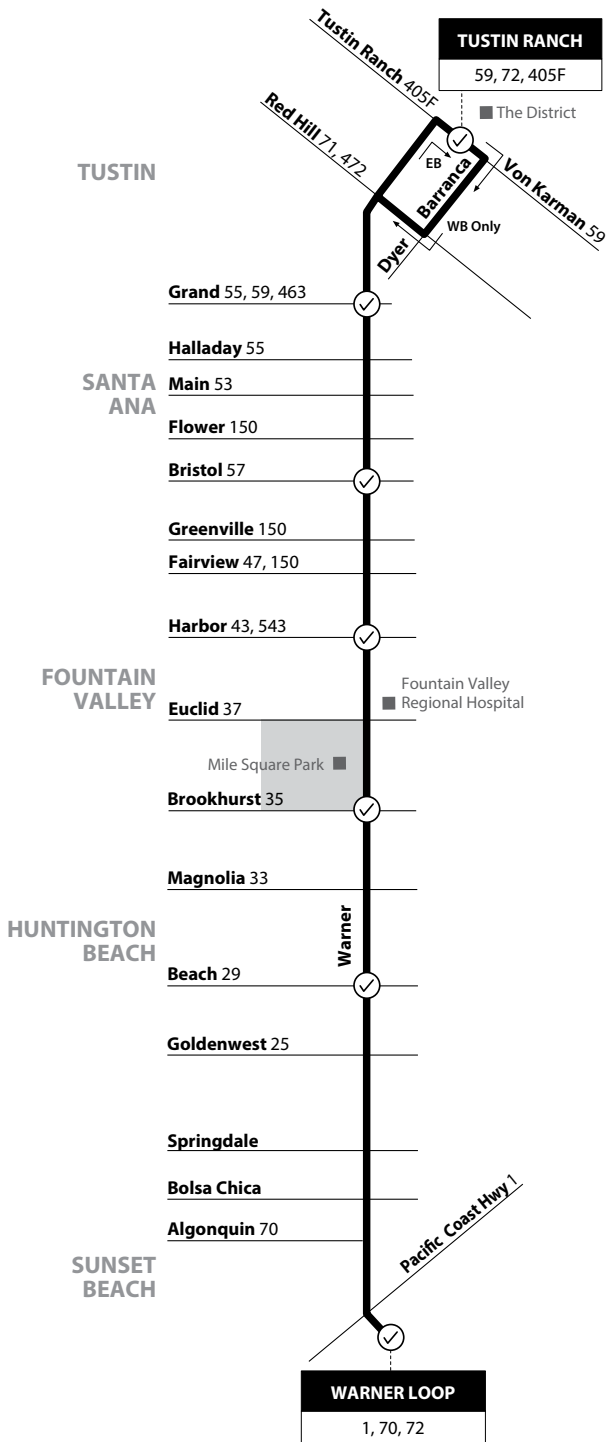 TUSTIN RANCH
59, 72, 405F
Tustin Ranch 405F
The District
Red Hill 71, 472
TUSTIN
EB
Barranca
Von Karman 59
WB Only
Dyer
Grand 55, 59, 463
Halladay 55
SANTA
ANA
Main 53
Flower 150
Bristol 57
Greenville 150
Fairview 47, 150
Harbor 43, 543
FOUNTAIN
VALLEY
Fountain Valley
Regional Hospital
Euclid 37
Mile Square Park
Brookhurst 35
Magnolia 33
Warner
HUNTINGTON
BEACH
Beach 29
Goldenwest 25
Springdale
Bolsa Chica
Algonquin 70
Pacific Coast Hwy 1
SUNSET
BEACH
WARNER LOOP
1, 70, 72